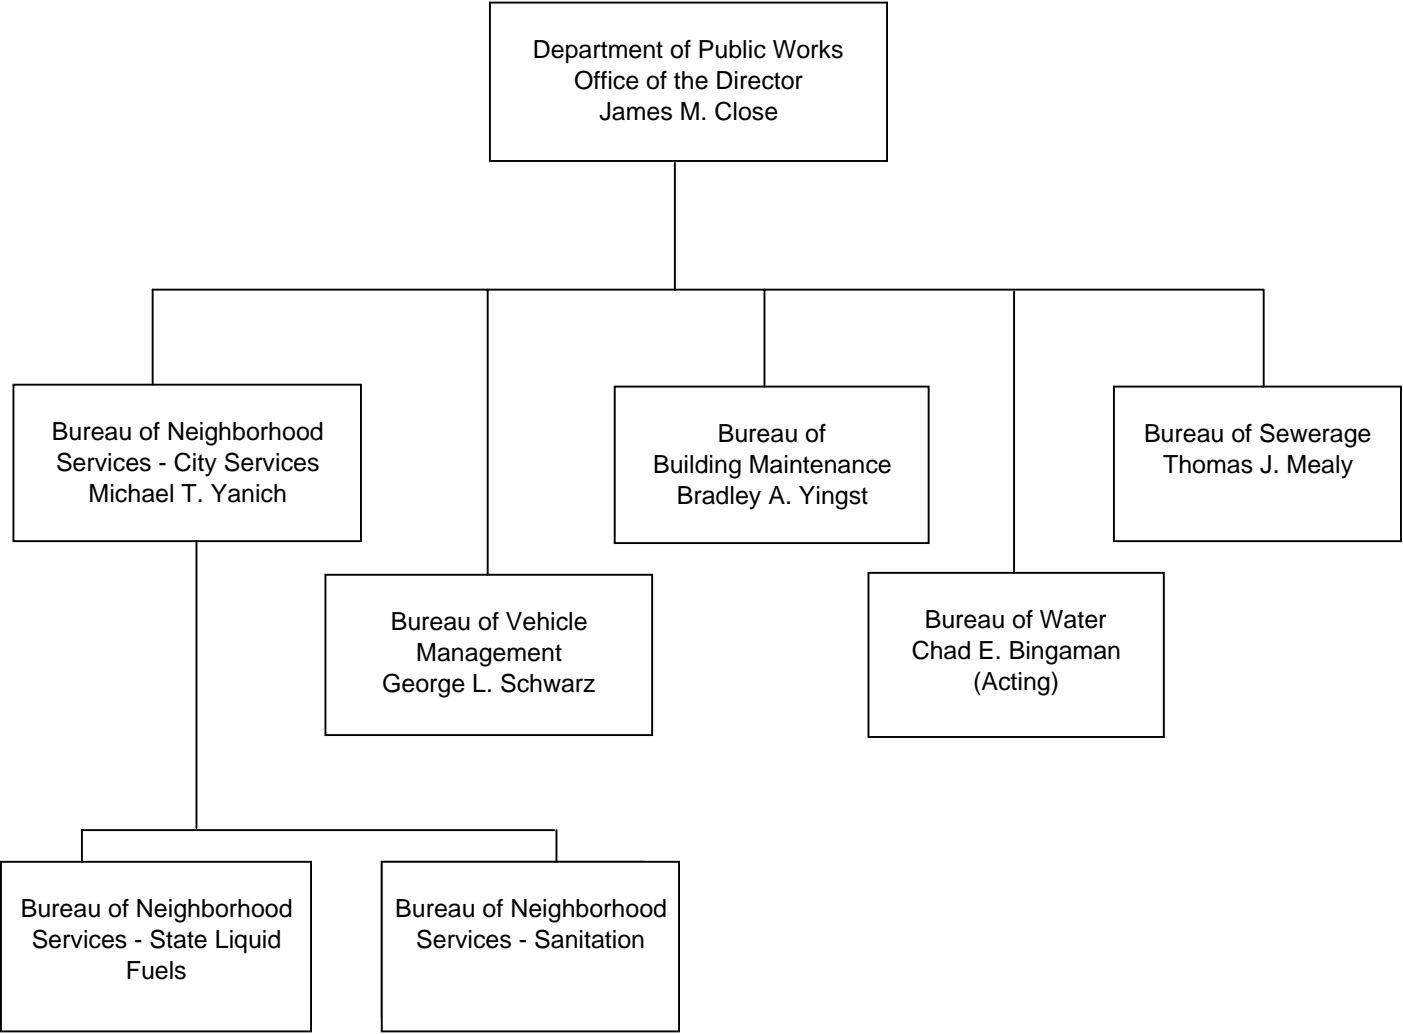 Department of Public Works
Office of the Director
James M. Close
Bureau of Neighborhood
Services - City Services
Michael T. Yanich
Bureau of
Building Maintenance
Bradley A. Yingst
Bureau of Sewerage
Thomas J. Mealy
Bureau of Vehicle
Management
George L. Schwarz
Bureau of Water
Chad E. Bingaman
(Acting)
Bureau of Neighborhood
Services - State Liquid
Fuels
Bureau of Neighborhood
Services - Sanitation